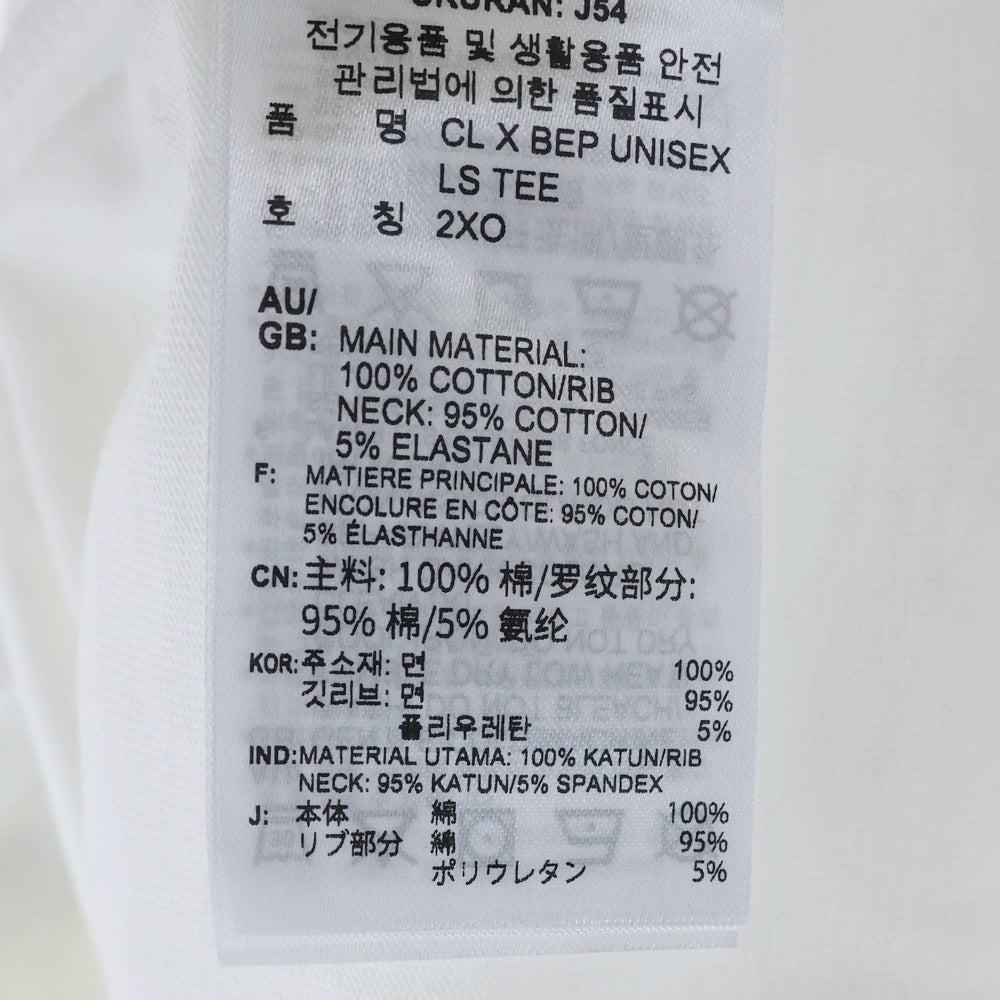 UKURAN: J54
전기용품 및 생활용품 안전
관리법에 의한 품질표시
품 명 CL X BEP UNISEX
LS TEE
호 칭 2XO
AU/
GB: MAIN MATERIAL:
100% COTTON/RIB
NECK: 95% COTTON/
5% ELASTANE
F: MATIERE PRINCIPALE: 100% COTON/
ENCOLURE EN CÔTE: 95% COTON/
5% ÉLASTHANNE
CN: 主料: 100% 棉/罗纹部分:
95% 棉/5% 氨纶
KOR: 주소재: 면 100%
깃리브: 면 95%
폴리우레탄 5%
IND: MATERIAL UTAMA: 100% KATUN/RIB
NECK: 95% KATUN/5% SPANDEX
J: 本体 綿 100%
リブ部分 綿 95%
ポリウレタン 5%